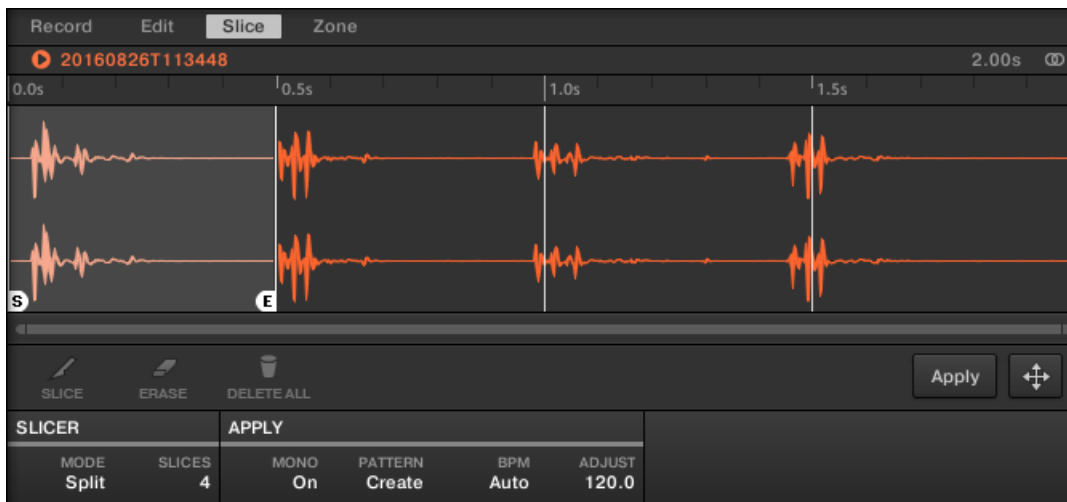 Record Edit Slice Zone
20160826T113448 2.00s
0.0s 0.5s 1.0s 1.5s
S E
SLICE ERASE DELETE ALL Apply
SLICER APPLY
MODE SLICES MONO PATTERN BPM ADJUST
Split 4 On Create Auto 120.0